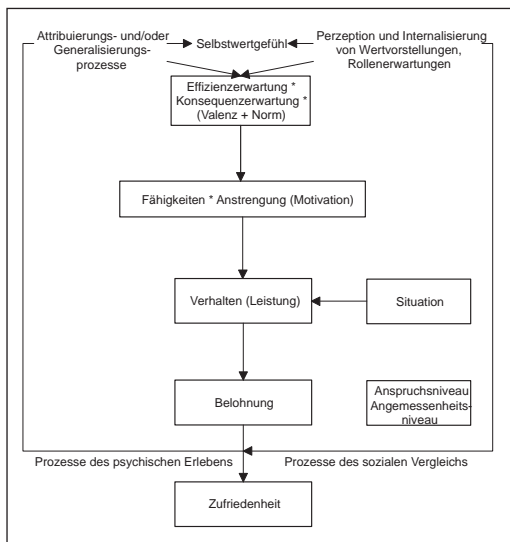 Attribuierungs- und/oder
Generalisierungs-
prozesse
Selbstwertgefühl
Perzeption und Internalisierung
von Wertvorstellungen,
Rollenerwartungen
Effizienzerwartung *
Konsequenzerwartung *
(Valenz + Norm)
Fähigkeiten * Anstrengung (Motivation)
Verhalten (Leistung)
Situation
Belohnung
Anspruchsniveau
Angemessenheits-
niveau
Prozesse des psychischen Erlebens
Prozesse des sozialen Vergleichs
Zufriedenheit